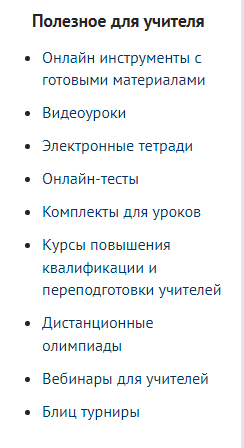 Полезное для учителя
Онлайн инструменты с
готовыми материалами
Видеоуроки
Электронные тетради
Онлайн-тесты
Комплекты для уроков
Курсы повышения
квалификации и
переподготовки учителей
Дистанционные
олимпиады
Вебинары для учителей
Блиц турниры